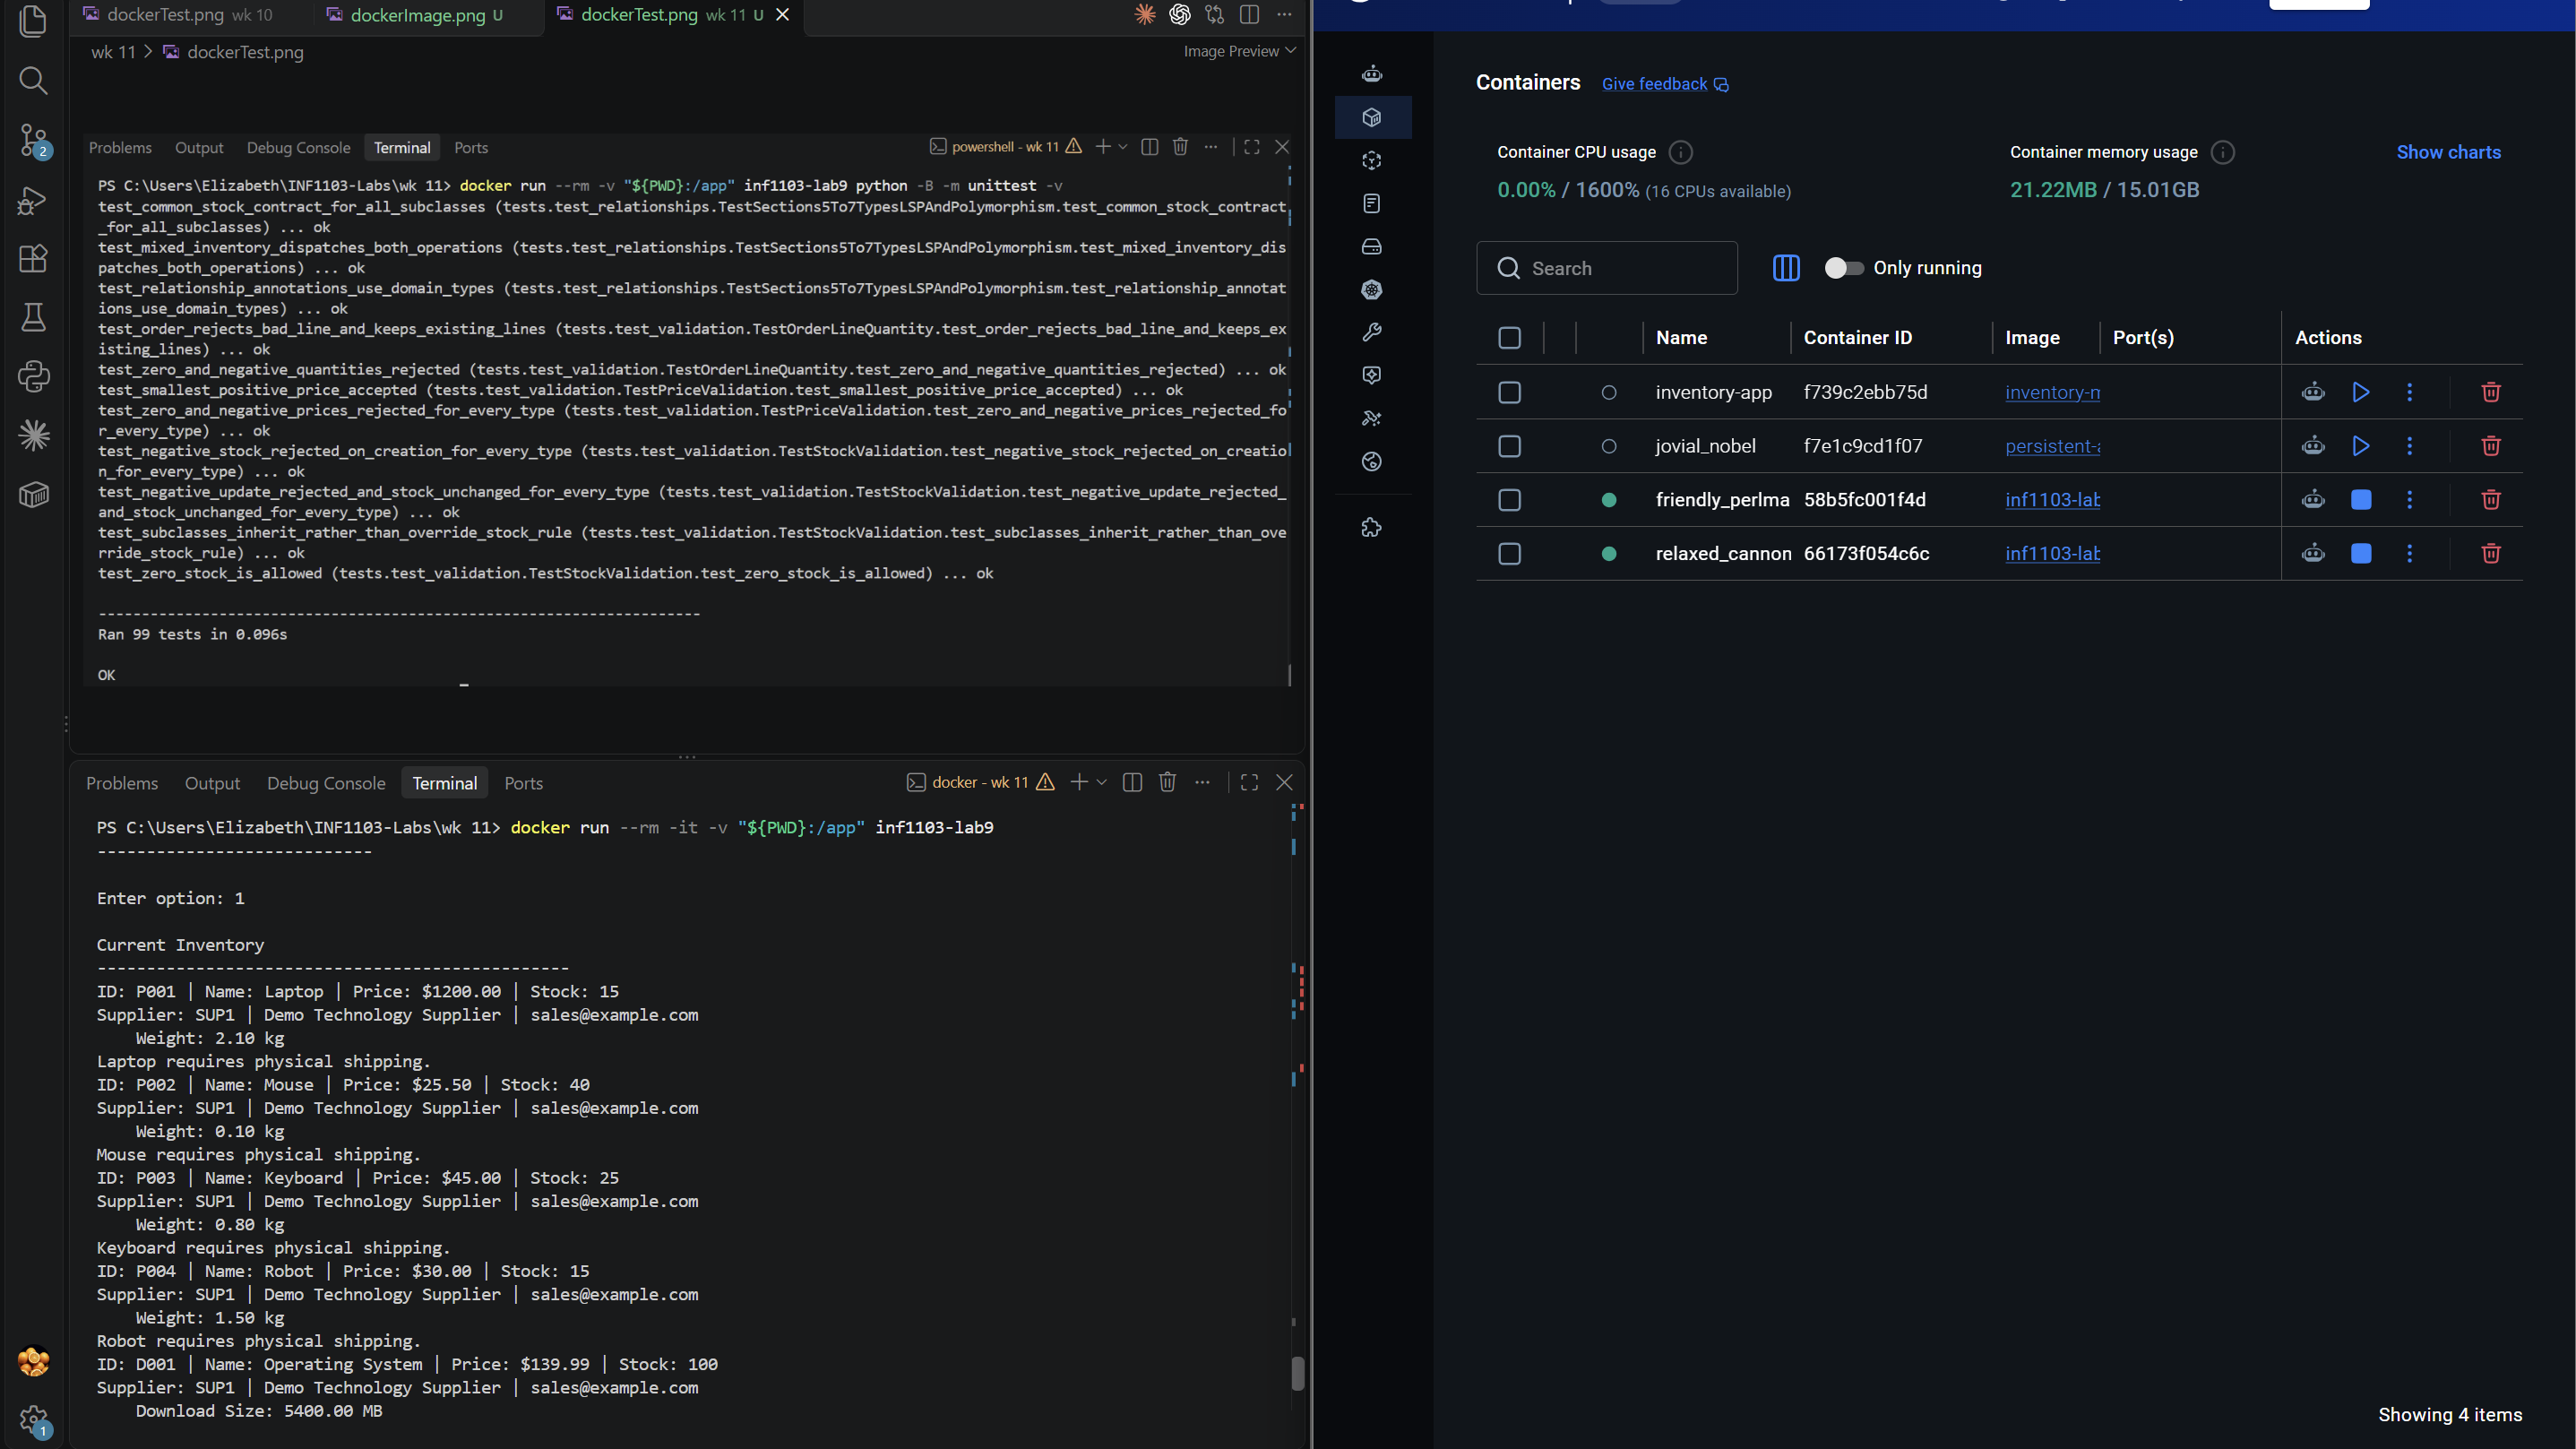 dockerTest.png wk 10
dockerImage.png U
dockerTest.png wk 11 U
wk 11 > dockerTest.png
Image Preview
Problems Output Debug Console Terminal Ports
powershell - wk 11
PS C:\Users\Elizabeth\INF1103-Labs\wk 11> docker run --rm -v "${PWD}:/app" inf1103-lab9 python -B -m unittest -v
test_common_stock_contract_for_all_subclasses (tests.test_relationships.TestSections5To7TypesLSPAndPolymorphism.test_common_stock_contract
_for_all_subclasses) ... ok
test_mixed_inventory_dispatches_both_operations (tests.test_relationships.TestSections5To7TypesLSPAndPolymorphism.test_mixed_inventory_dis
patches_both_operations) ... ok
test_relationship_annotations_use_domain_types (tests.test_relationships.TestSections5To7TypesLSPAndPolymorphism.test_relationship_annotat
ions_use_domain_types) ... ok
test_order_rejects_bad_line_and_keeps_existing_lines (tests.test_validation.TestOrderLineQuantity.test_order_rejects_bad_line_and_keeps_ex
isting_lines) ... ok
test_zero_and_negative_quantities_rejected (tests.test_validation.TestOrderLineQuantity.test_zero_and_negative_quantities_rejected) ... ok
test_smallest_positive_price_accepted (tests.test_validation.TestPriceValidation.test_smallest_positive_price_accepted) ... ok
test_zero_and_negative_prices_rejected_for_every_type (tests.test_validation.TestPriceValidation.test_zero_and_negative_prices_rejected_fo
r_every_type) ... ok
test_negative_stock_rejected_on_creation_for_every_type (tests.test_validation.TestStockValidation.test_negative_stock_rejected_on_creatio
n_for_every_type) ... ok
test_negative_update_rejected_and_stock_unchanged_for_every_type (tests.test_validation.TestStockValidation.test_negative_update_rejected_
and_stock_unchanged_for_every_type) ... ok
test_subclasses_inherit_rather_than_override_stock_rule (tests.test_validation.TestStockValidation.test_subclasses_inherit_rather_than_ove
rride_stock_rule) ... ok
test_zero_stock_is_allowed (tests.test_validation.TestStockValidation.test_zero_stock_is_allowed) ... ok
-------------------------------------------------------------
Ran 99 tests in 0.096s
OK
Problems Output Debug Console Terminal Ports
docker - wk 11
PS C:\Users\Elizabeth\INF1103-Labs\wk 11> docker run --rm -it -v "${PWD}:/app" inf1103-lab9
----------------------------
Enter option: 1
Current Inventory
------------------------------------------------
ID: P001 | Name: Laptop | Price: $1200.00 | Stock: 15
Supplier: SUP1 | Demo Technology Supplier | sales@example.com
Weight: 2.10 kg
Laptop requires physical shipping.
ID: P002 | Name: Mouse | Price: $25.50 | Stock: 40
Supplier: SUP1 | Demo Technology Supplier | sales@example.com
Weight: 0.10 kg
Mouse requires physical shipping.
ID: P003 | Name: Keyboard | Price: $45.00 | Stock: 25
Supplier: SUP1 | Demo Technology Supplier | sales@example.com
Weight: 0.80 kg
Keyboard requires physical shipping.
ID: P004 | Name: Robot | Price: $30.00 | Stock: 15
Supplier: SUP1 | Demo Technology Supplier | sales@example.com
Weight: 1.50 kg
Robot requires physical shipping.
ID: D001 | Name: Operating System | Price: $139.99 | Stock: 100
Supplier: SUP1 | Demo Technology Supplier | sales@example.com
Download Size: 5400.00 MB
2
1
Containers Give feedback
Container CPU usage
0.00% / 1600% (16 CPUs available)
Container memory usage
21.22MB / 15.01GB
Show charts
Search
Only running
Name Container ID Image Port(s) Actions
inventory-app f739c2ebb75d inventory-m
jovial_nobel f7e1c9cd1f07 persistent-a
friendly_perlma 58b5fc001f4d inf1103-lab
relaxed_cannon 66173f054c6c inf1103-lab
Showing 4 items